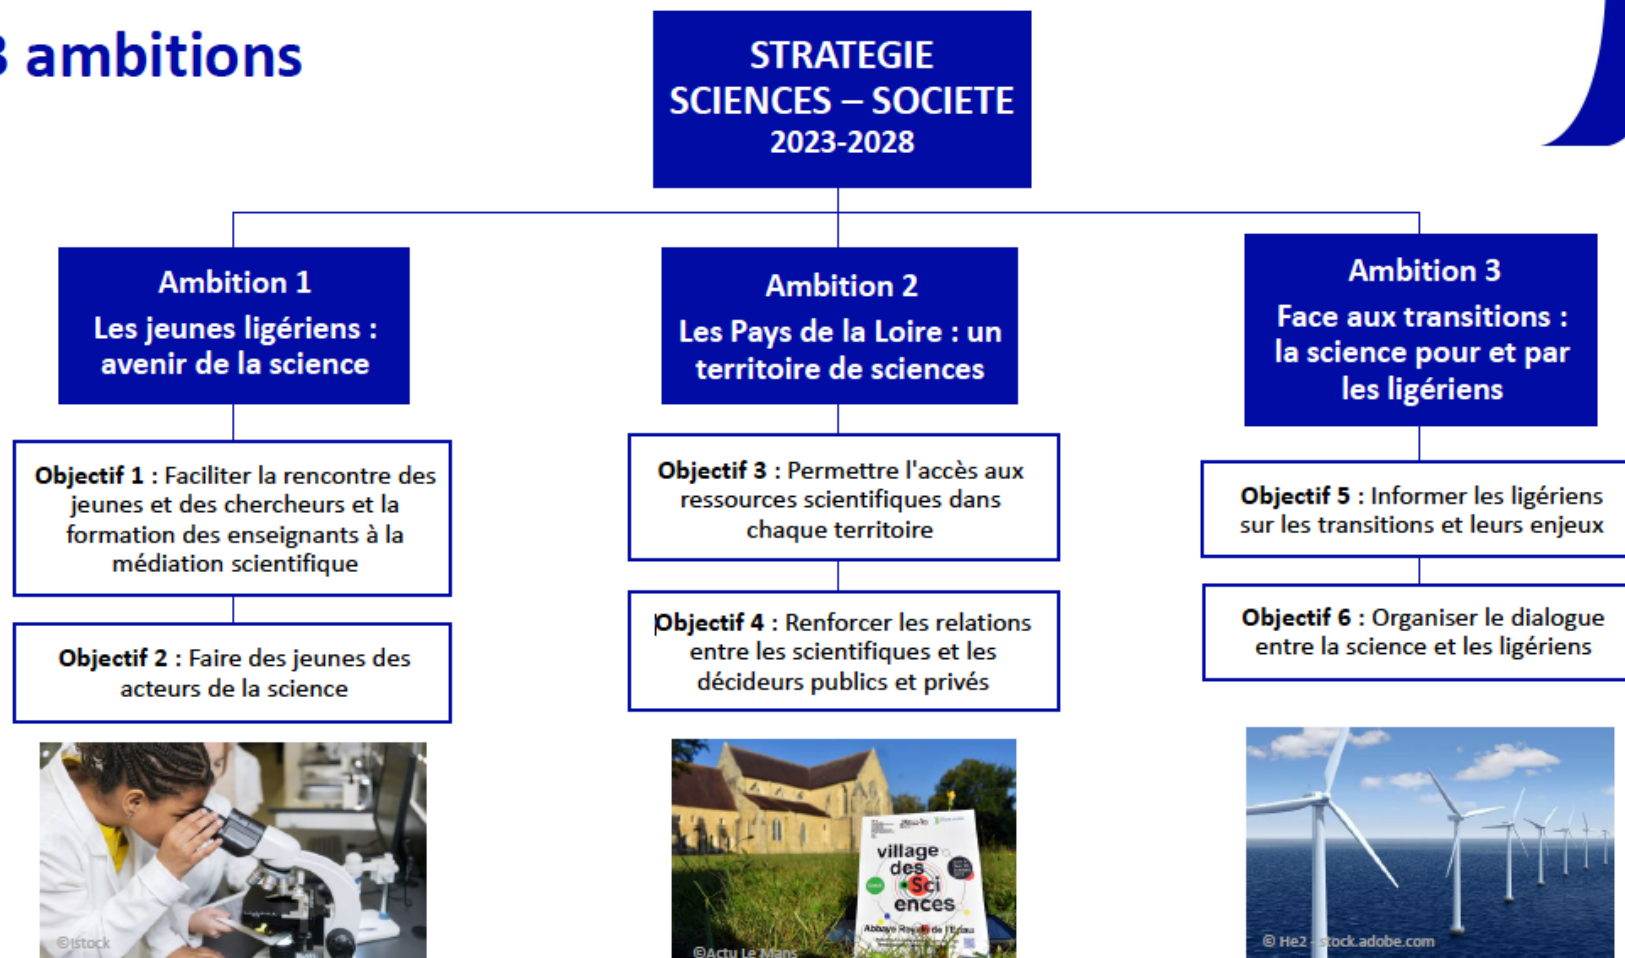 3 ambitions
STRATEGIE
SCIENCES – SOCIETE
2023-2028
Ambition 1
Les jeunes ligériens :
avenir de la science
Objectif 1 : Faciliter la rencontre des
jeunes et des chercheurs et la
formation des enseignants à la
médiation scientifique
Objectif 2 : Faire des jeunes des
acteurs de la science
©Istock
Ambition 2
Les Pays de la Loire : un
territoire de sciences
Objectif 3 : Permettre l'accès aux
ressources scientifiques dans
chaque territoire
Objectif 4 : Renforcer les relations
entre les scientifiques et les
décideurs publics et privés
village
des
Sci
ences
Abbaye Royale de l'Epau
©Actu Le Mans
Ambition 3
Face aux transitions :
la science pour et par
les ligériens
Objectif 5 : Informer les ligériens
sur les transitions et leurs enjeux
Objectif 6 : Organiser le dialogue
entre la science et les ligériens
© He2 - stock.adobe.com